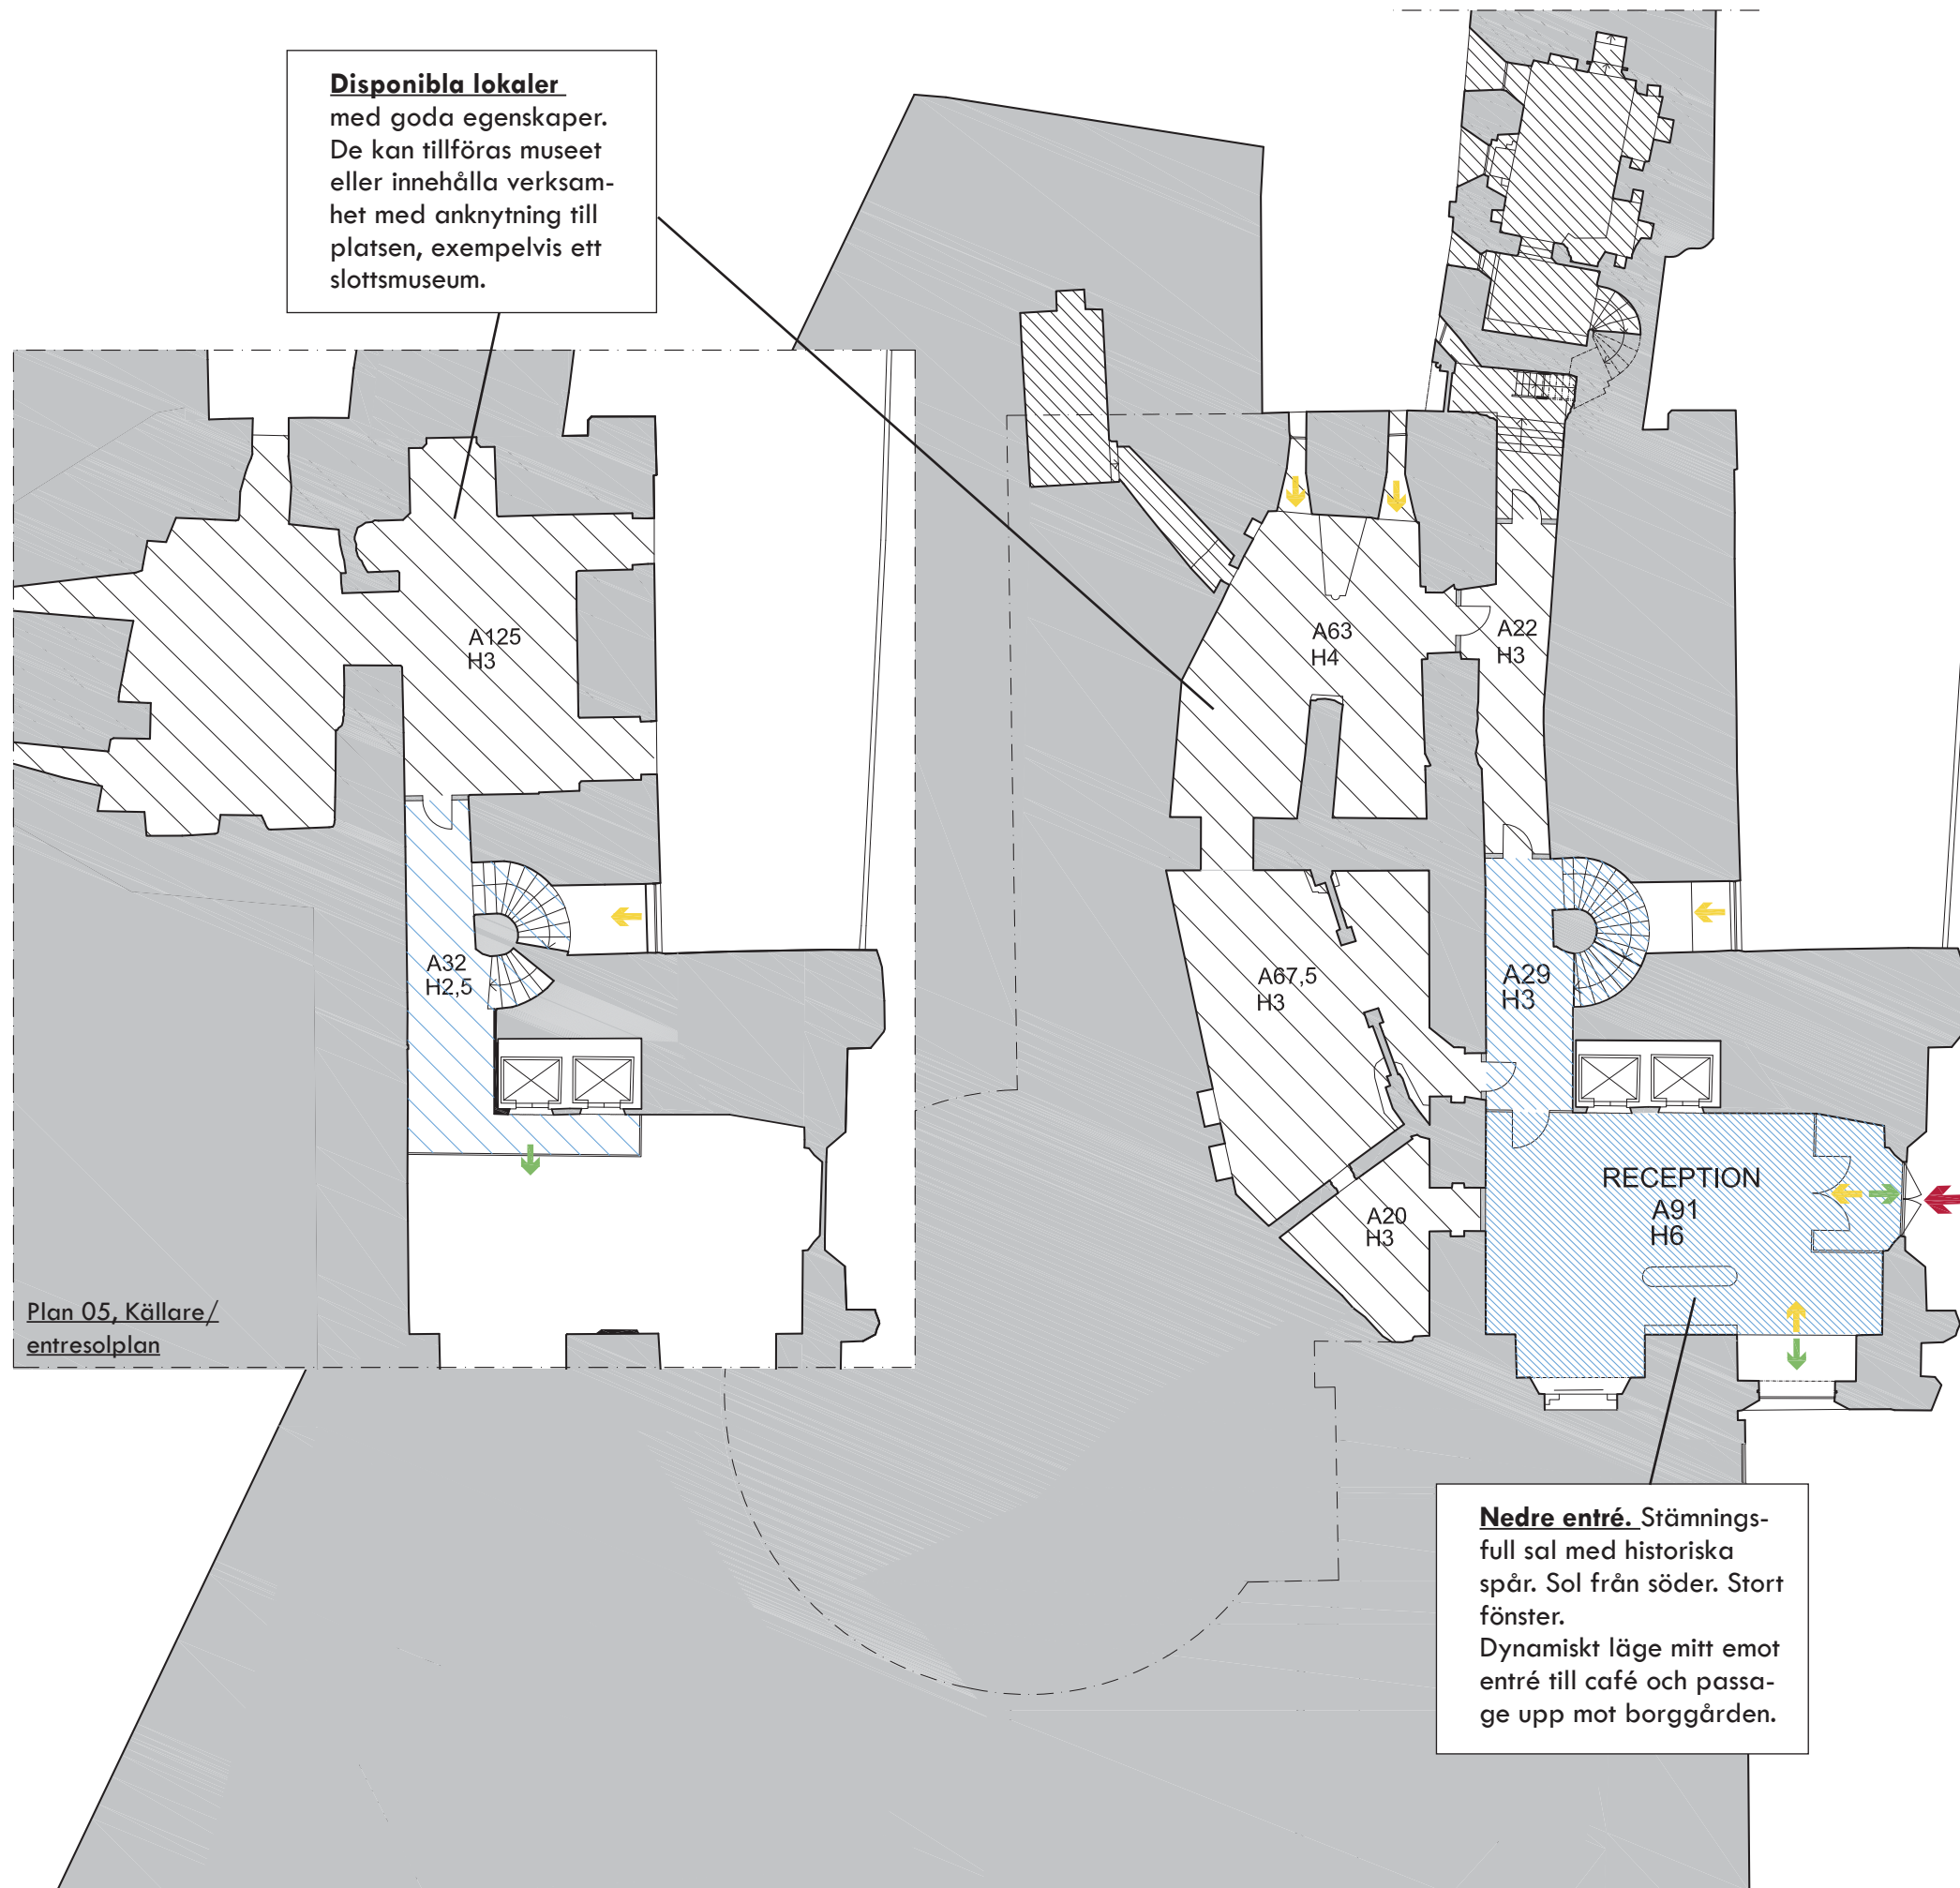 Disponibla lokaler
med goda egenskaper.
De kan tillföras museet
eller innehålla verksam-
het med anknytning till
platsen, exempelvis ett
slottsmuseum.
A125
H3
A32
H2,5
Plan 05, Källare/
entresolplan
A63
H4
A22
H3
A67,5
H3
A29
H3
A20
H3
RECEPTION
A91
H6
Nedre entré. Stämnings-
full sal med historiska
spår. Sol från söder. Stort
fönster.
Dynamiskt läge mitt emot
entré till café och passa-
ge upp mot borggården.